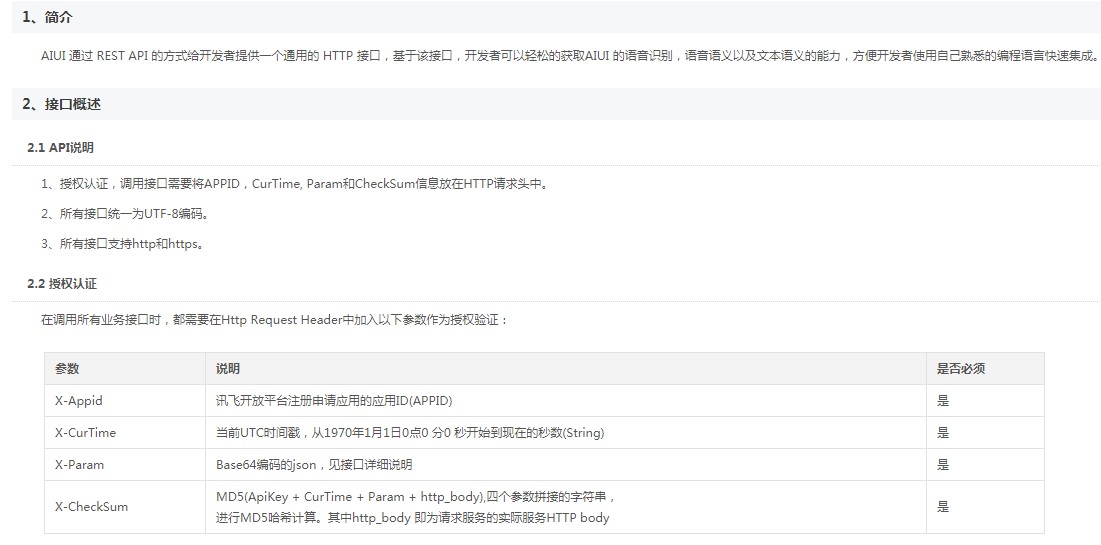 1、简介
AIUI 通过 REST API 的方式给开发者提供一个通用的 HTTP 接口，基于该接口，开发者可以轻松的获取AIUI 的语音识别，语音语义以及文本语义的能力，方便开发者使用自己熟悉的编程语言快速集成。
2、接口概述
2.1 API说明
1、授权认证，调用接口需要将APPID，CurTime, Param和CheckSum信息放在HTTP请求头中。
2、所有接口统一为UTF-8编码。
3、所有接口支持http和https。
2.2 授权认证
在调用所有业务接口时，都需要在Http Request Header中加入以下参数作为授权验证：
参数 说明 是否必须
X-Appid 讯飞开放平台注册申请应用的应用ID(APPID) 是
X-CurTime 当前UTC时间戳，从1970年1月1日0点0 分0 秒开始到现在的秒数(String) 是
X-Param Base64编码的json，见接口详细说明 是
X-CheckSum MD5(ApiKey + CurTime + Param + http_body),四个参数拼接的字符串， 是
进行MD5哈希计算。其中http_body 即为请求服务的实际服务HTTP body